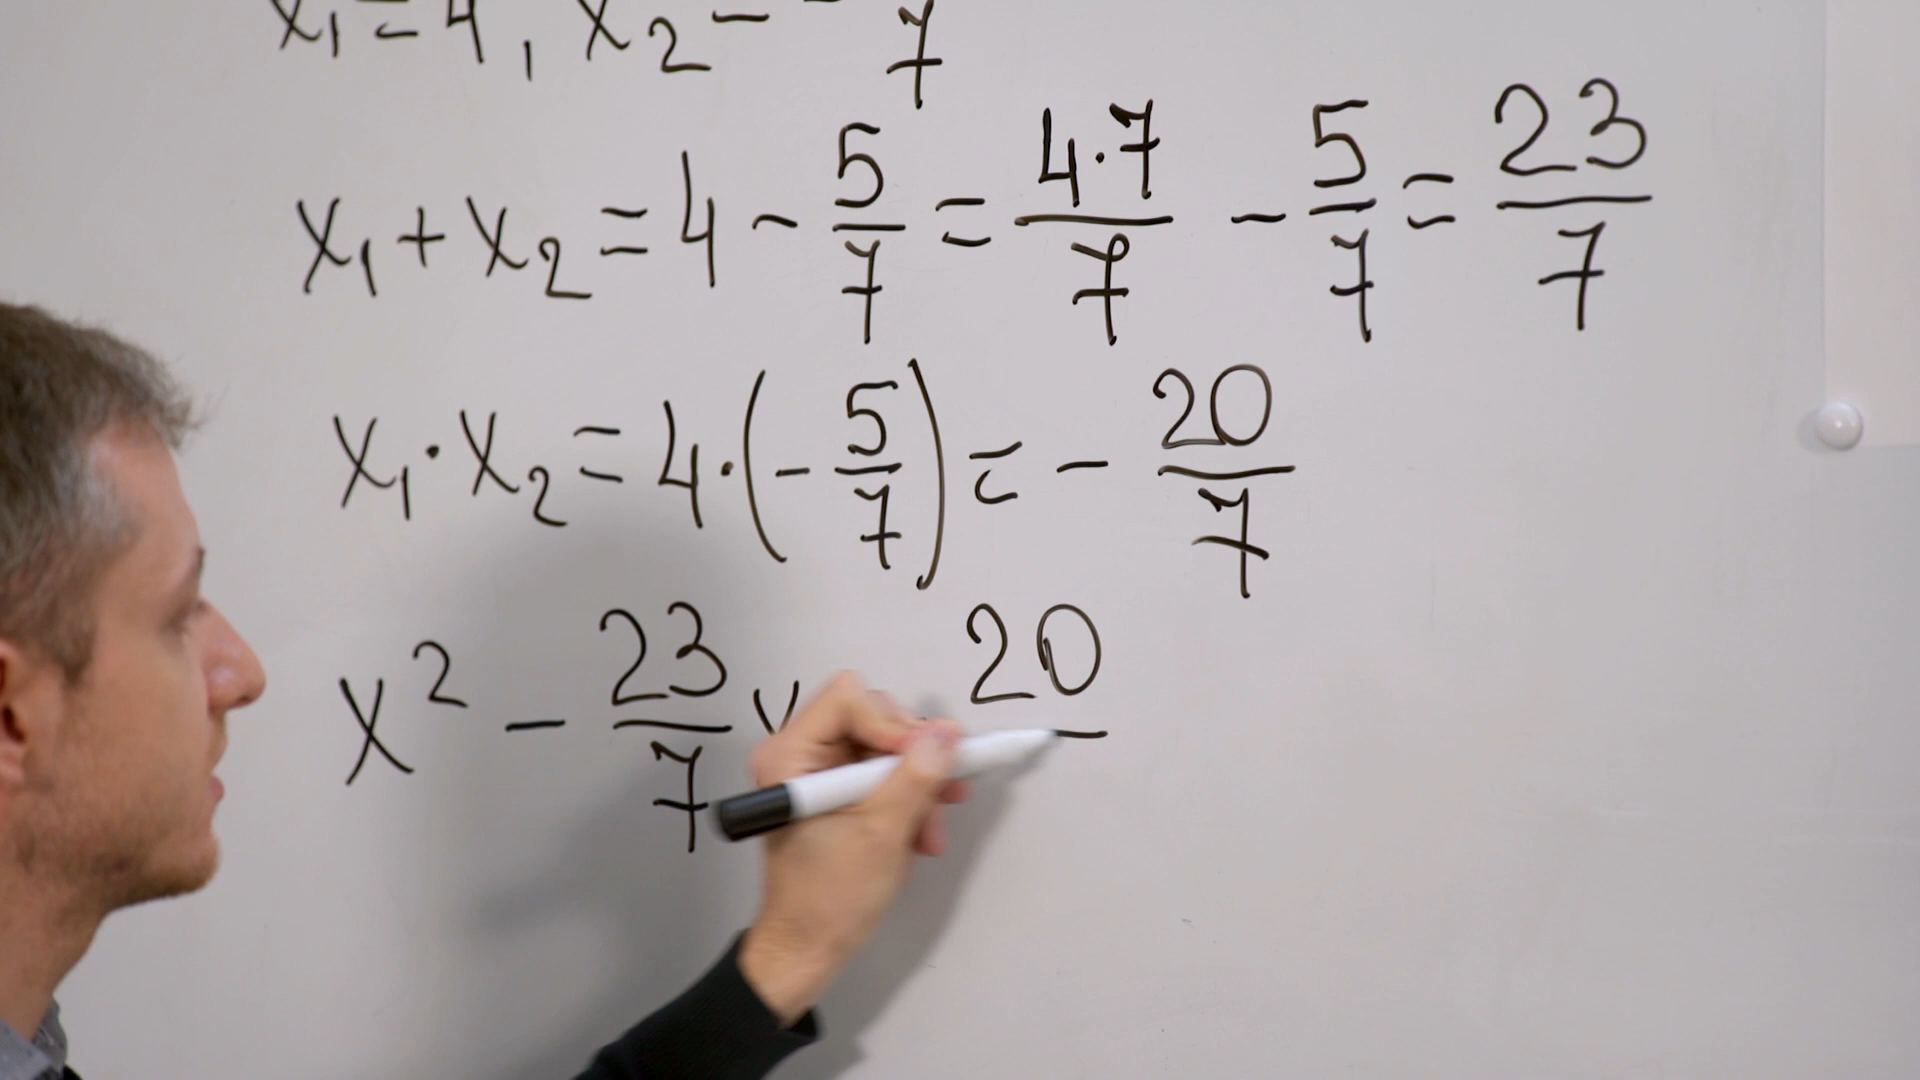 x₁ = 4, x₂ = - —/7
x₁ + x₂ = 4 - 5/7 = 4·7/7 - 5/7 = 23/7
x₁ · x₂ = 4 · (- 5/7) = - 20/7
x² - 23/7 x - 20/